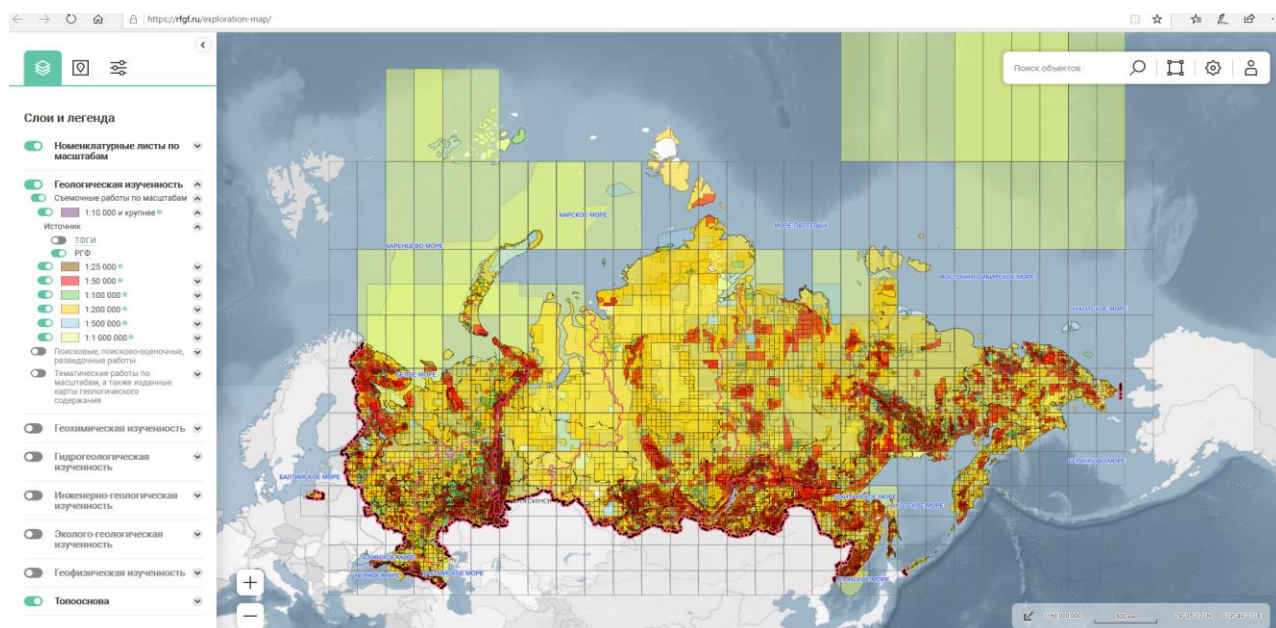 https://rfgf.ru/exploration-map/
Поиск объектов
Слои и легенда
Номенклатурные листы по
масштабам
Геологическая изученность
Съемочные работы по масштабам
1:10 000 и крупнее
Источник
ТФГИ
РГФ
1:25 000
1:50 000
1:100 000
1:200 000
1:500 000
1:1 000 000
Поисковые, поисково-оценочные,
разведочные работы
Тематические работы по
масштабам, а также изданные
карты геологического
содержания
Геохимическая изученность
Гидрогеологическая
изученность
Инженерно-геологическая
изученность
Эколого-геологическая
изученность
Геофизическая изученность
Топооснова
КАРСКОЕ МОРЕ
МОРЕ ЛАПТЕВЫХ
БАРЕНЦЕВО МОРЕ
ВОСТОЧНО-СИБИРСКОЕ МОРЕ
ЧУКОТСКОЕ МОРЕ
БЕЛОЕ МОРЕ
БЕРИНГОВО МОРЕ
БАЛТИЙСКОЕ МОРЕ
ОХОТСКОЕ МОРЕ
АЗОВСКОЕ МОРЕ
ЧЕРНОЕ МОРЕ
ЯПОНСКОЕ МОРЕ
+
−
500 км